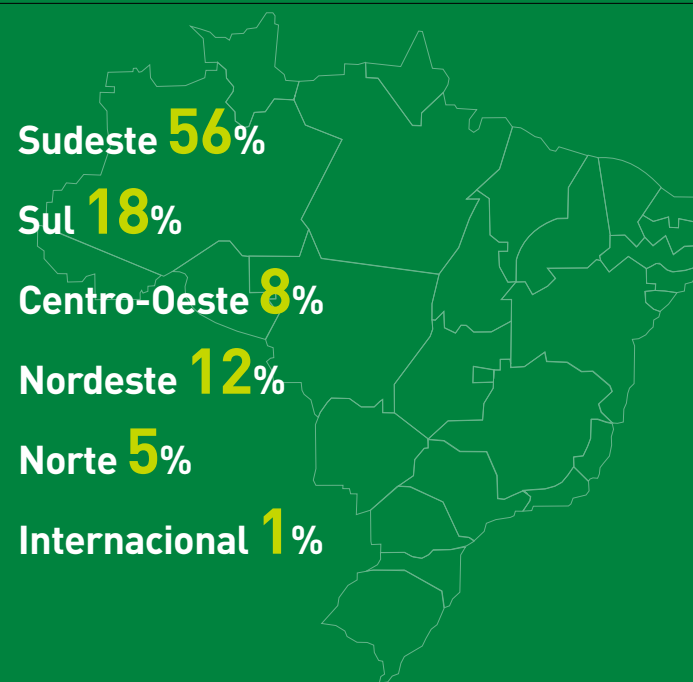 Sudeste 56%
Sul 18%
Centro-Oeste 8%
Nordeste 12%
Norte 5%
Internacional 1%